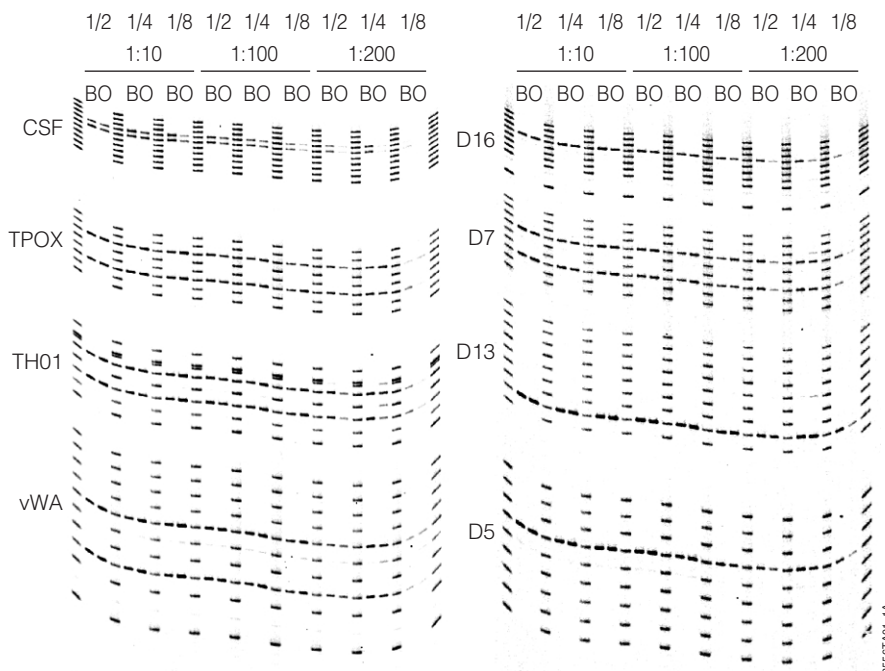 1/2 1/4 1/8 1/2 1/4 1/8 1/2 1/4 1/8
1:10 1:100 1:200
BO BO BO BO BO BO BO BO BO
CSF
TPOX
TH01
vWA
1/2 1/4 1/8 1/2 1/4 1/8 1/2 1/4 1/8
1:10 1:100 1:200
BO BO BO BO BO BO BO BO BO
D16
D7
D13
D5